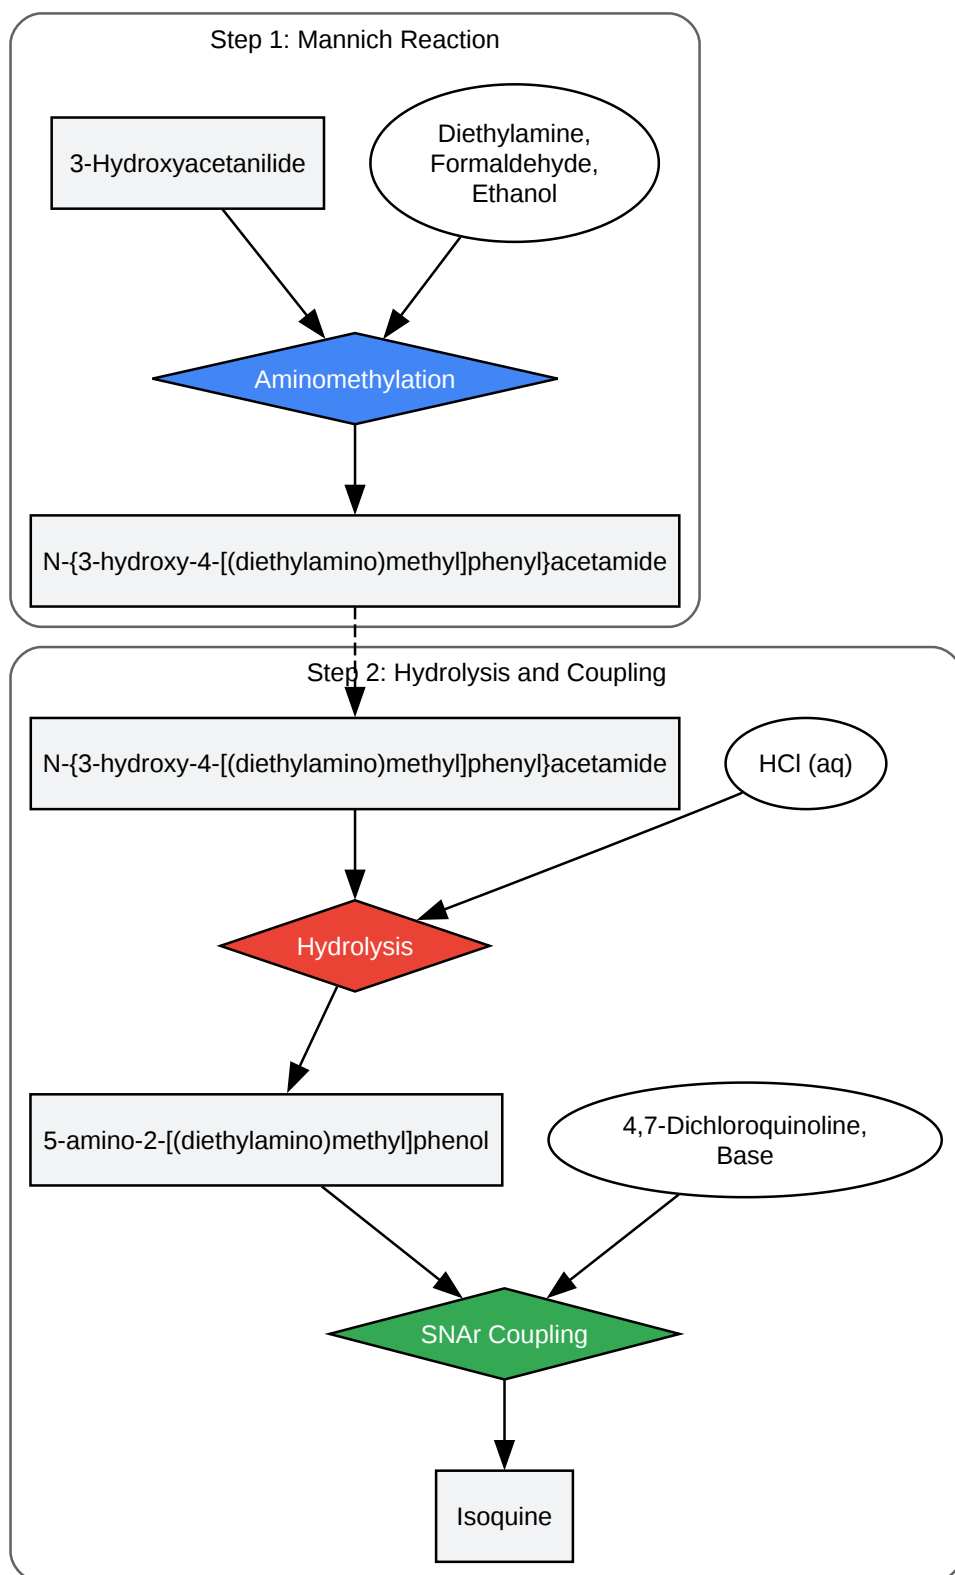 Step 1: Mannich Reaction
3-Hydroxyacetanilide
Diethylamine,
Formaldehyde,
Ethanol
Aminomethylation
N-{3-hydroxy-4-[(diethylamino)methyl]phenyl}acetamide
Step 2: Hydrolysis and Coupling
N-{3-hydroxy-4-[(diethylamino)methyl]phenyl}acetamide
HCl (aq)
Hydrolysis
5-amino-2-[(diethylamino)methyl]phenol
4,7-Dichloroquinoline,
Base
SNAr Coupling
Isoquine